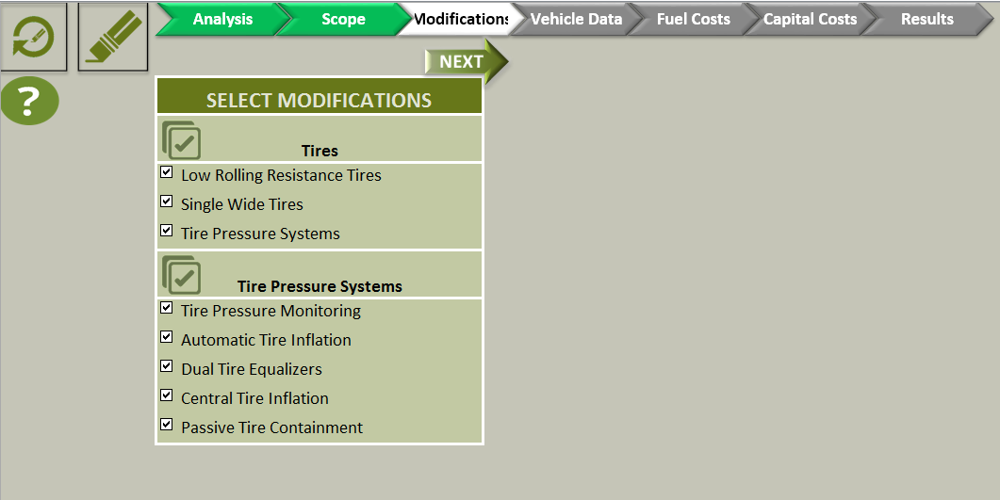 Analysis
Scope
Modifications
Vehicle Data
Fuel Costs
Capital Costs
Results
NEXT
?
SELECT MODIFICATIONS
Tires
Low Rolling Resistance Tires
Single Wide Tires
Tire Pressure Systems
Tire Pressure Systems
Tire Pressure Monitoring
Automatic Tire Inflation
Dual Tire Equalizers
Central Tire Inflation
Passive Tire Containment